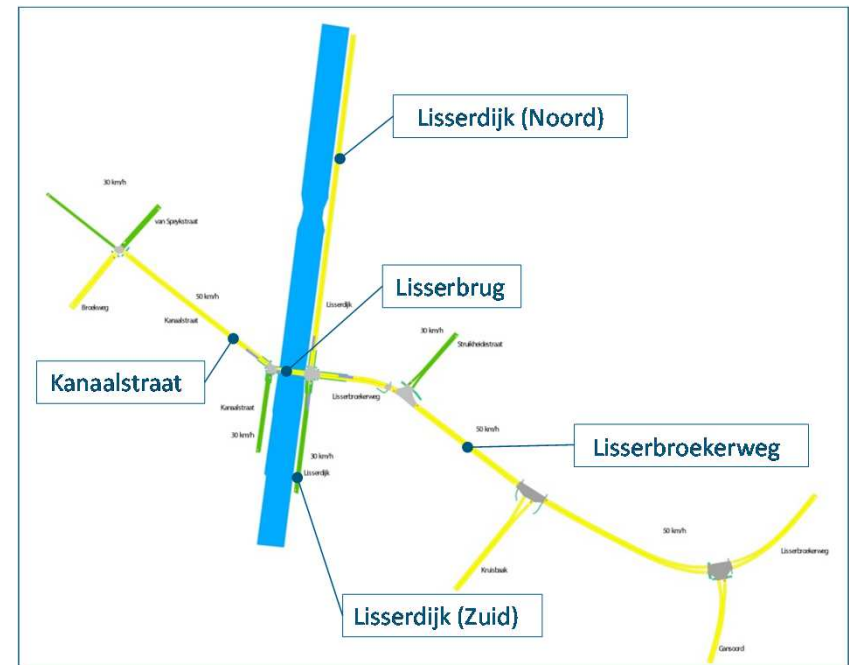 Lisserdijk (Noord)
30 km/h
van Speykstraat
Lisserbrug
50 km/h
Broekweg
Lisserdijk
Kanaalstraat
30 km/h
Struikheidestraat
Kanaalstraat
Lisserbroekerweg
Kanaalstraat
50 km/h
30 km/h
Lisserbroekerweg
30 km/h
Lisserdijk
50 km/h
Lisserbroekerweg
Kruisbaak
Lisserdijk (Zuid)
Gansoord